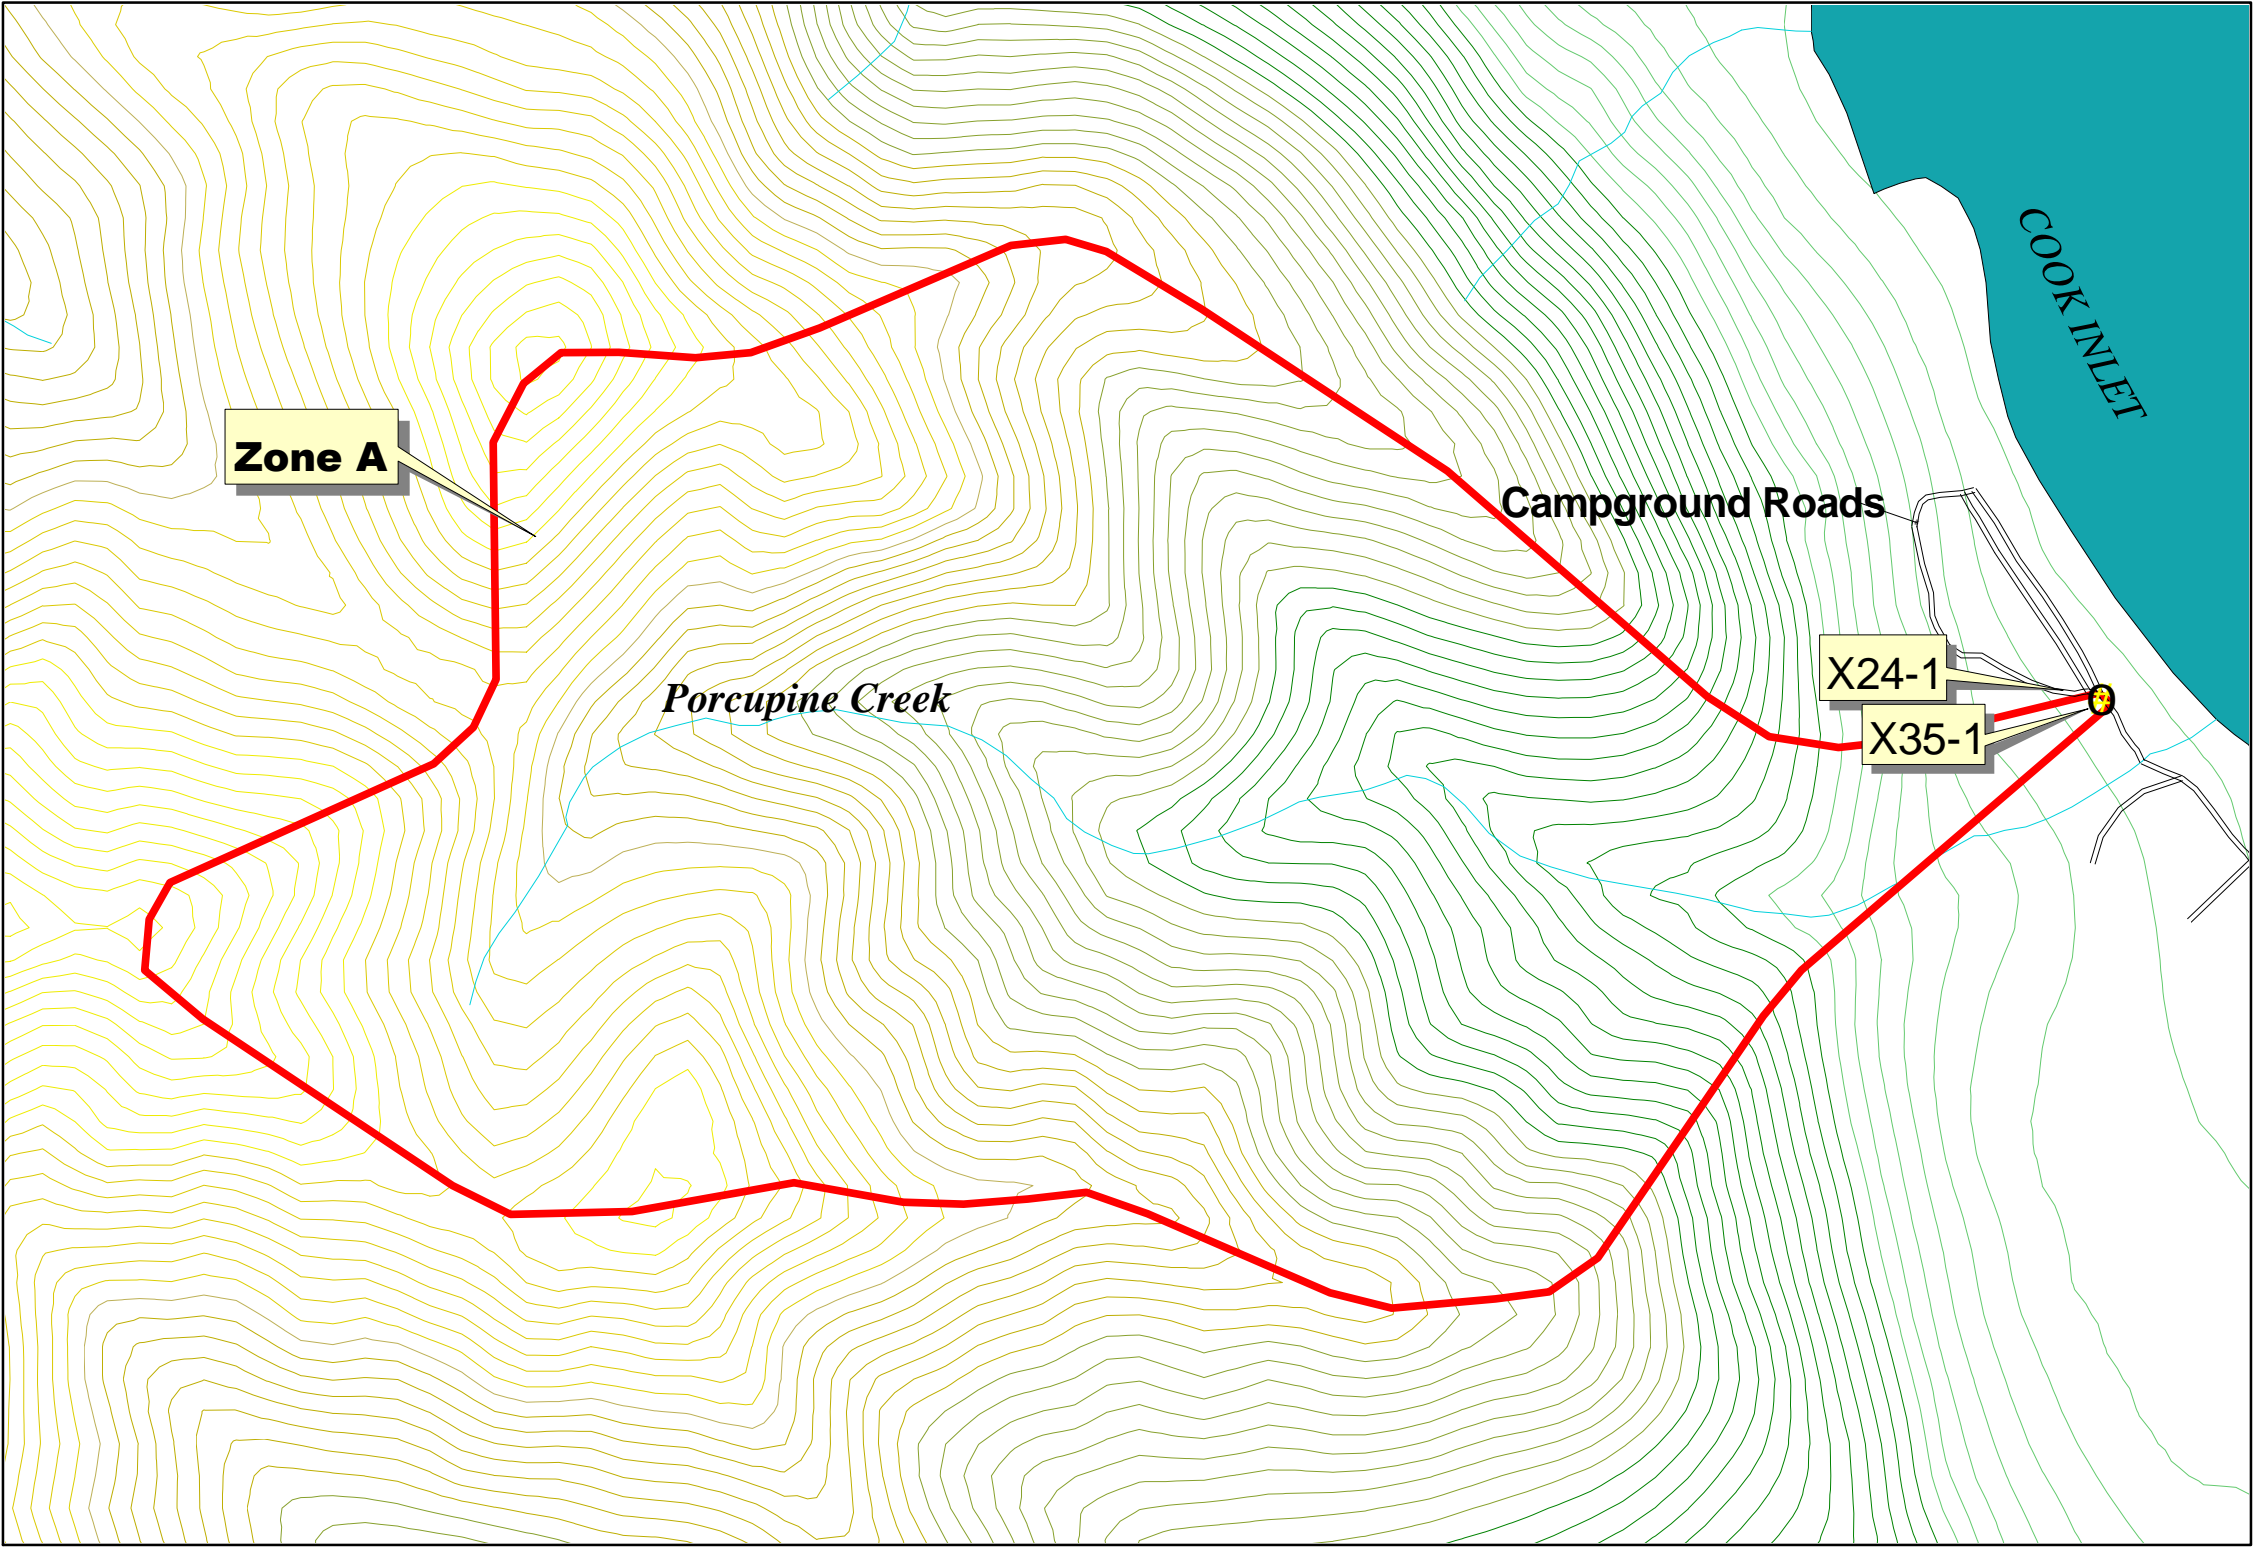 COOK INLET
Zone A
Campground Roads
X24-1
Porcupine Creek
X35-1